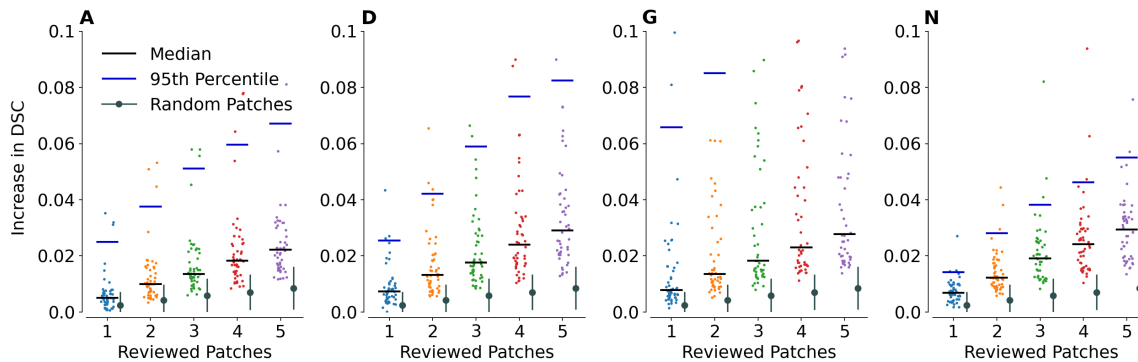 A D G N
0.1 0.1 0.1 0.1
Median
95th Percentile
Random Patches
0.08 0.08 0.08 0.08
0.06 0.06 0.06 0.06
0.04 0.04 0.04 0.04
0.02 0.02 0.02 0.02
0.0 0.0 0.0 0.0
Increase in DSC
1 2 3 4 5 1 2 3 4 5 1 2 3 4 5 1 2 3 4 5
Reviewed Patches Reviewed Patches Reviewed Patches Reviewed Patches